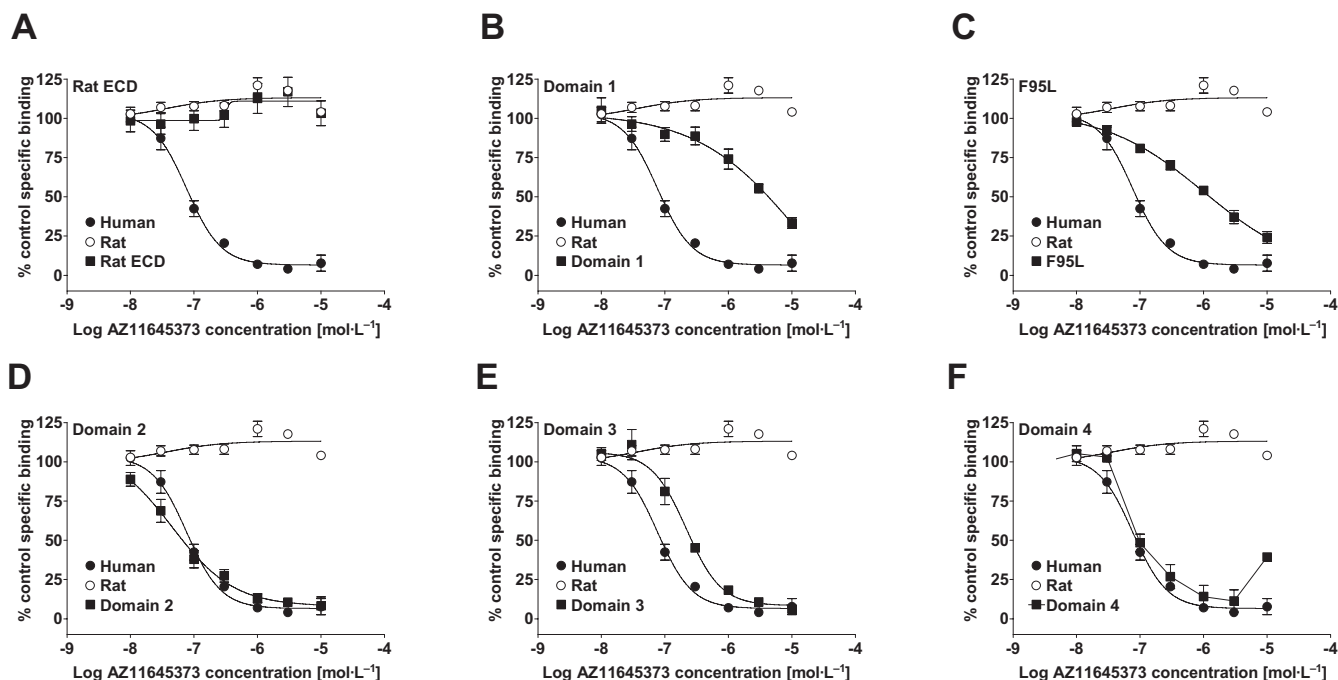 A
B
C
Rat ECD
% control specific binding
125
100
75
50
25
0
Human
Rat
Rat ECD
-9
-8
-7
-6
-5
-4
Log AZ11645373 concentration [mol·L⁻¹]
Domain 1
% control specific binding
125
100
75
50
25
0
Human
Rat
Domain 1
-9
-8
-7
-6
-5
-4
Log AZ11645373 concentration [mol·L⁻¹]
F95L
% control specific binding
125
100
75
50
25
0
Human
Rat
F95L
-9
-8
-7
-6
-5
-4
Log AZ11645373 concentration [mol·L⁻¹]
D
E
F
Domain 2
% control specific binding
125
100
75
50
25
0
Human
Rat
Domain 2
-9
-8
-7
-6
-5
-4
Log AZ11645373 concentration [mol·L⁻¹]
Domain 3
% control specific binding
125
100
75
50
25
0
Human
Rat
Domain 3
-9
-8
-7
-6
-5
-4
Log AZ11645373 concentration [mol·L⁻¹]
Domain 4
% control specific binding
125
100
75
50
25
0
Human
Rat
Domain 4
-9
-8
-7
-6
-5
-4
Log AZ11645373 concentration [mol·L⁻¹]